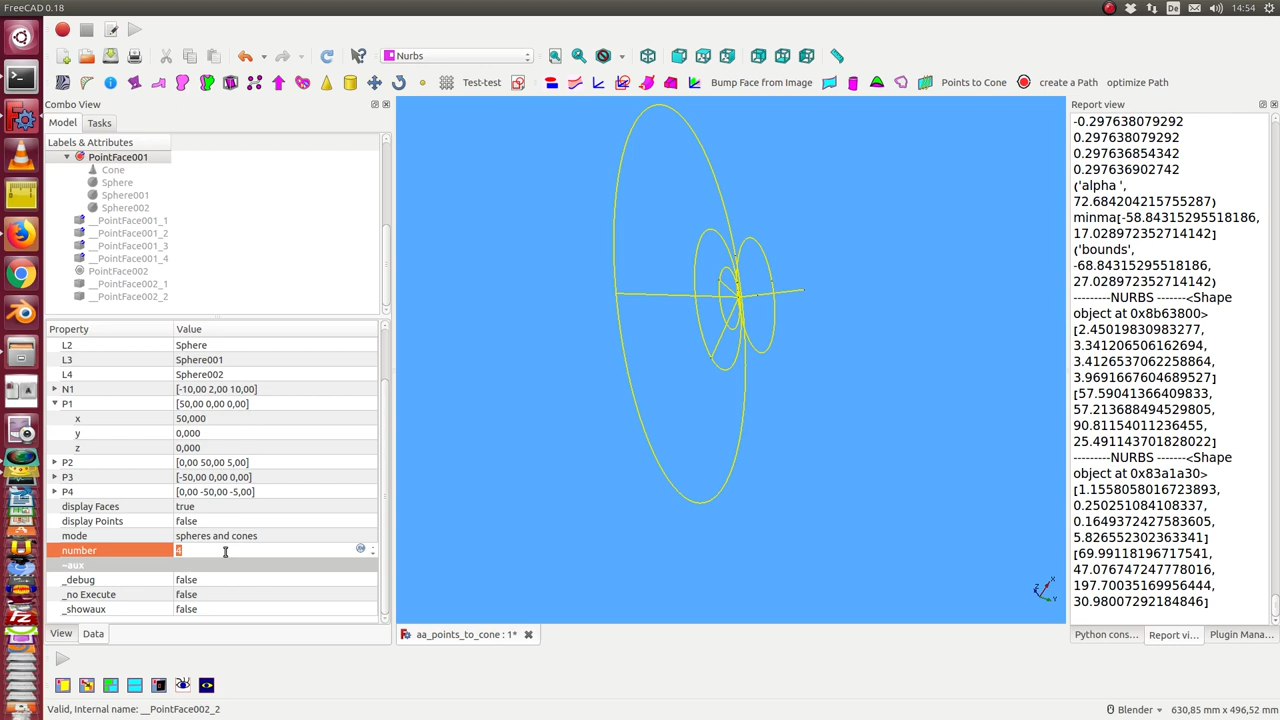 FreeCAD 0.18
De
14:54
Nurbs
Test-test
Bump Face from Image
Points to Cone
create a Path
optimize Path
Combo View
Model
Tasks
Labels & Attributes
PointFace001
Cone
Sphere
Sphere001
Sphere002
__PointFace001_1
__PointFace001_2
__PointFace001_3
__PointFace001_4
PointFace002
__PointFace002_1
__PointFace002_2
Property Value
L2 Sphere
L3 Sphere001
L4 Sphere002
N1 [-10,00 2,00 10,00]
P1 [50,00 0,00 0,00]
x 50,000
y 0,000
z 0,000
P2 [0,00 50,00 5,00]
P3 [-50,00 0,00 0,00]
P4 [0,00 -50,00 -5,00]
display Faces true
display Points false
mode spheres and cones
number 4
~aux
_debug false
_no Execute false
_showaux false
View
Data
X
Z
Y
aa_points_to_cone : 1*
Report view
-0.297638079292
0.297638079292
0.297636854342
0.297636902742
('alpha ',
72.684204215755287)
minma[-58.84315295518186,
17.028972352714142]
('bounds',
-68.84315295518186,
27.028972352714142]
---------NURBS -------<Shape
object at 0x8b63800>
[2.45019830983277,
3.341206506162694,
3.4126537062258864,
3.9691667604689527]
[57.59041366409833,
57.213688494529805,
90.81154011236455,
25.491143701828022]
---------NURBS -------<Shape
object at 0x83a1a30>
[1.1558058016723893,
0.250251084108337,
0.16493742758 3605,
5.826552302363341]
[69.99118196717541,
47.076747247778016,
197.70035169956444,
30.98007292184846]
Python cons...
Report vi...
Plugin Mana...
Valid, Internal name: __PointFace002_2
Blender
630,85 mm x 496,52 mm